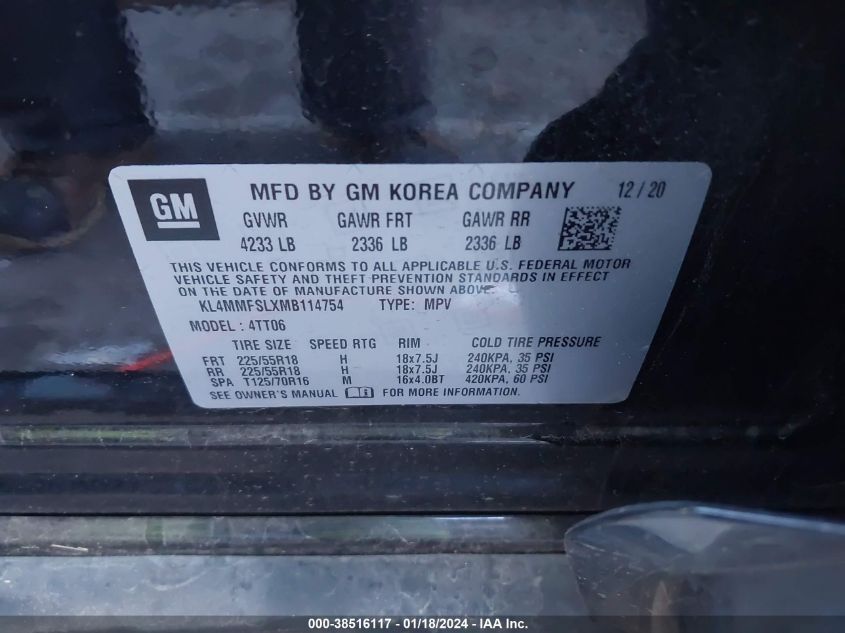 GM MFD BY GM KOREA COMPANY 12/20
GVWR GAWR FRT GAWR RR
4233 LB 2336 LB 2336 LB
THIS VEHICLE CONFORMS TO ALL APPLICABLE U.S. FEDERAL MOTOR
VEHICLE SAFETY AND THEFT PREVENTION STANDARDS IN EFFECT
ON THE DATE OF MANUFACTURE SHOWN ABOVE.
KL4MMFSLXMB114754 TYPE: MPV
MODEL: 4TT06
TIRE SIZE SPEED RTG RIM COLD TIRE PRESSURE
FRT 225/55R18 H 18x7.5J 240KPA, 35 PSI
RR 225/55R18 H 18x7.5J 240KPA, 35 PSI
SPA T125/70R16 M 16x4.0BT 420KPA, 60 PSI
SEE OWNER'S MANUAL FOR MORE INFORMATION.
000-38516117 - 01/18/2024 - IAA Inc.